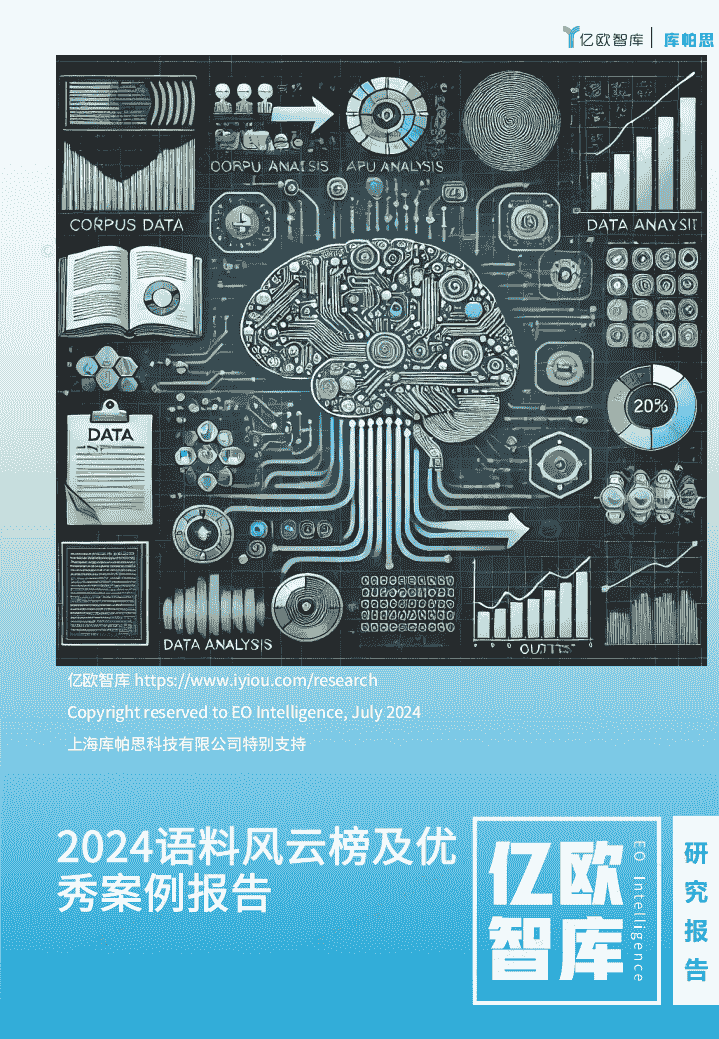 亿欧智库 库帕思
CORPU ANAISIS APU ANALYSIS
CORPUS DATA
DATA ANAYSIT
DATA
20%
DATA ANALYSIS
亿欧智库 https://www.iyiou.com/research
Copyright reserved to EO Intelligence, July 2024
上海库帕思科技有限公司特别支持
2024语料风云榜及优
秀案例报告
亿欧
智库
EO Intelligence
研究报告